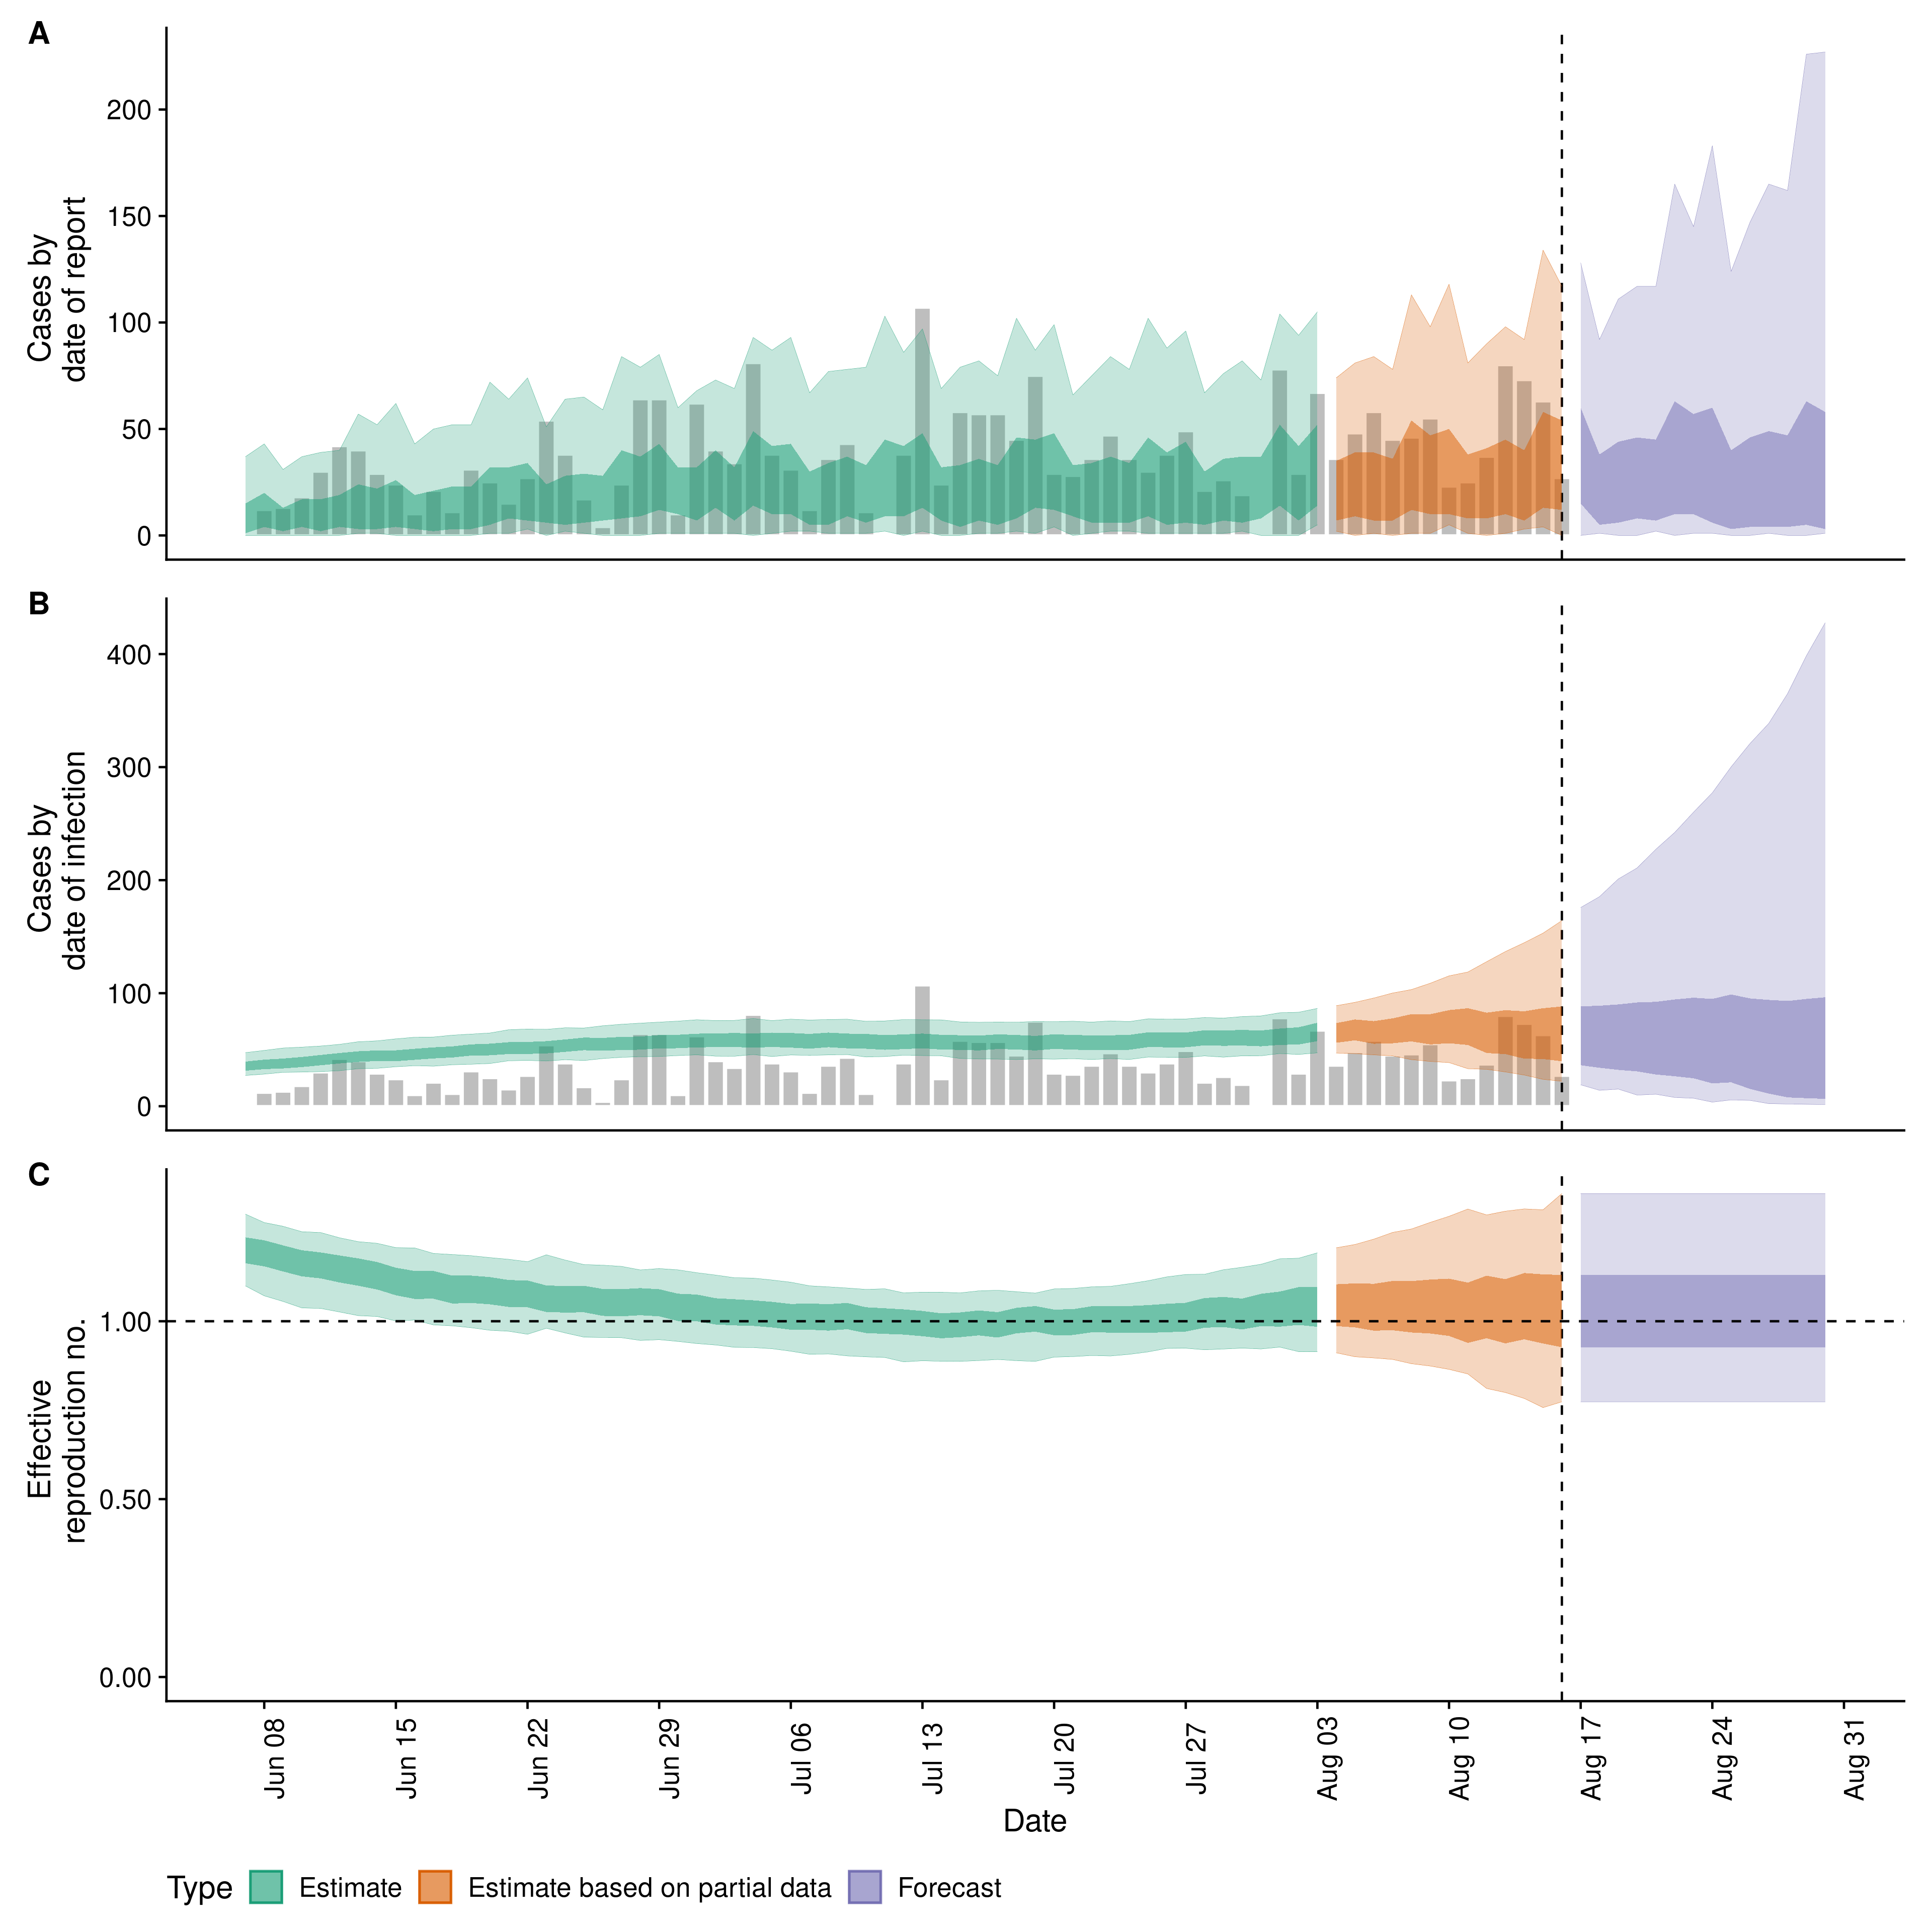 A
Cases by
date of report
200
150
100
50
0
B
Cases by
date of infection
400
300
200
100
0
C
Effective
reproduction no.
1.00
0.50
0.00
Jun 08
Jun 15
Jun 22
Jun 29
Jul 06
Jul 13
Jul 20
Jul 27
Aug 03
Aug 10
Aug 17
Aug 24
Aug 31
Date
Type Estimate Estimate based on partial data Forecast